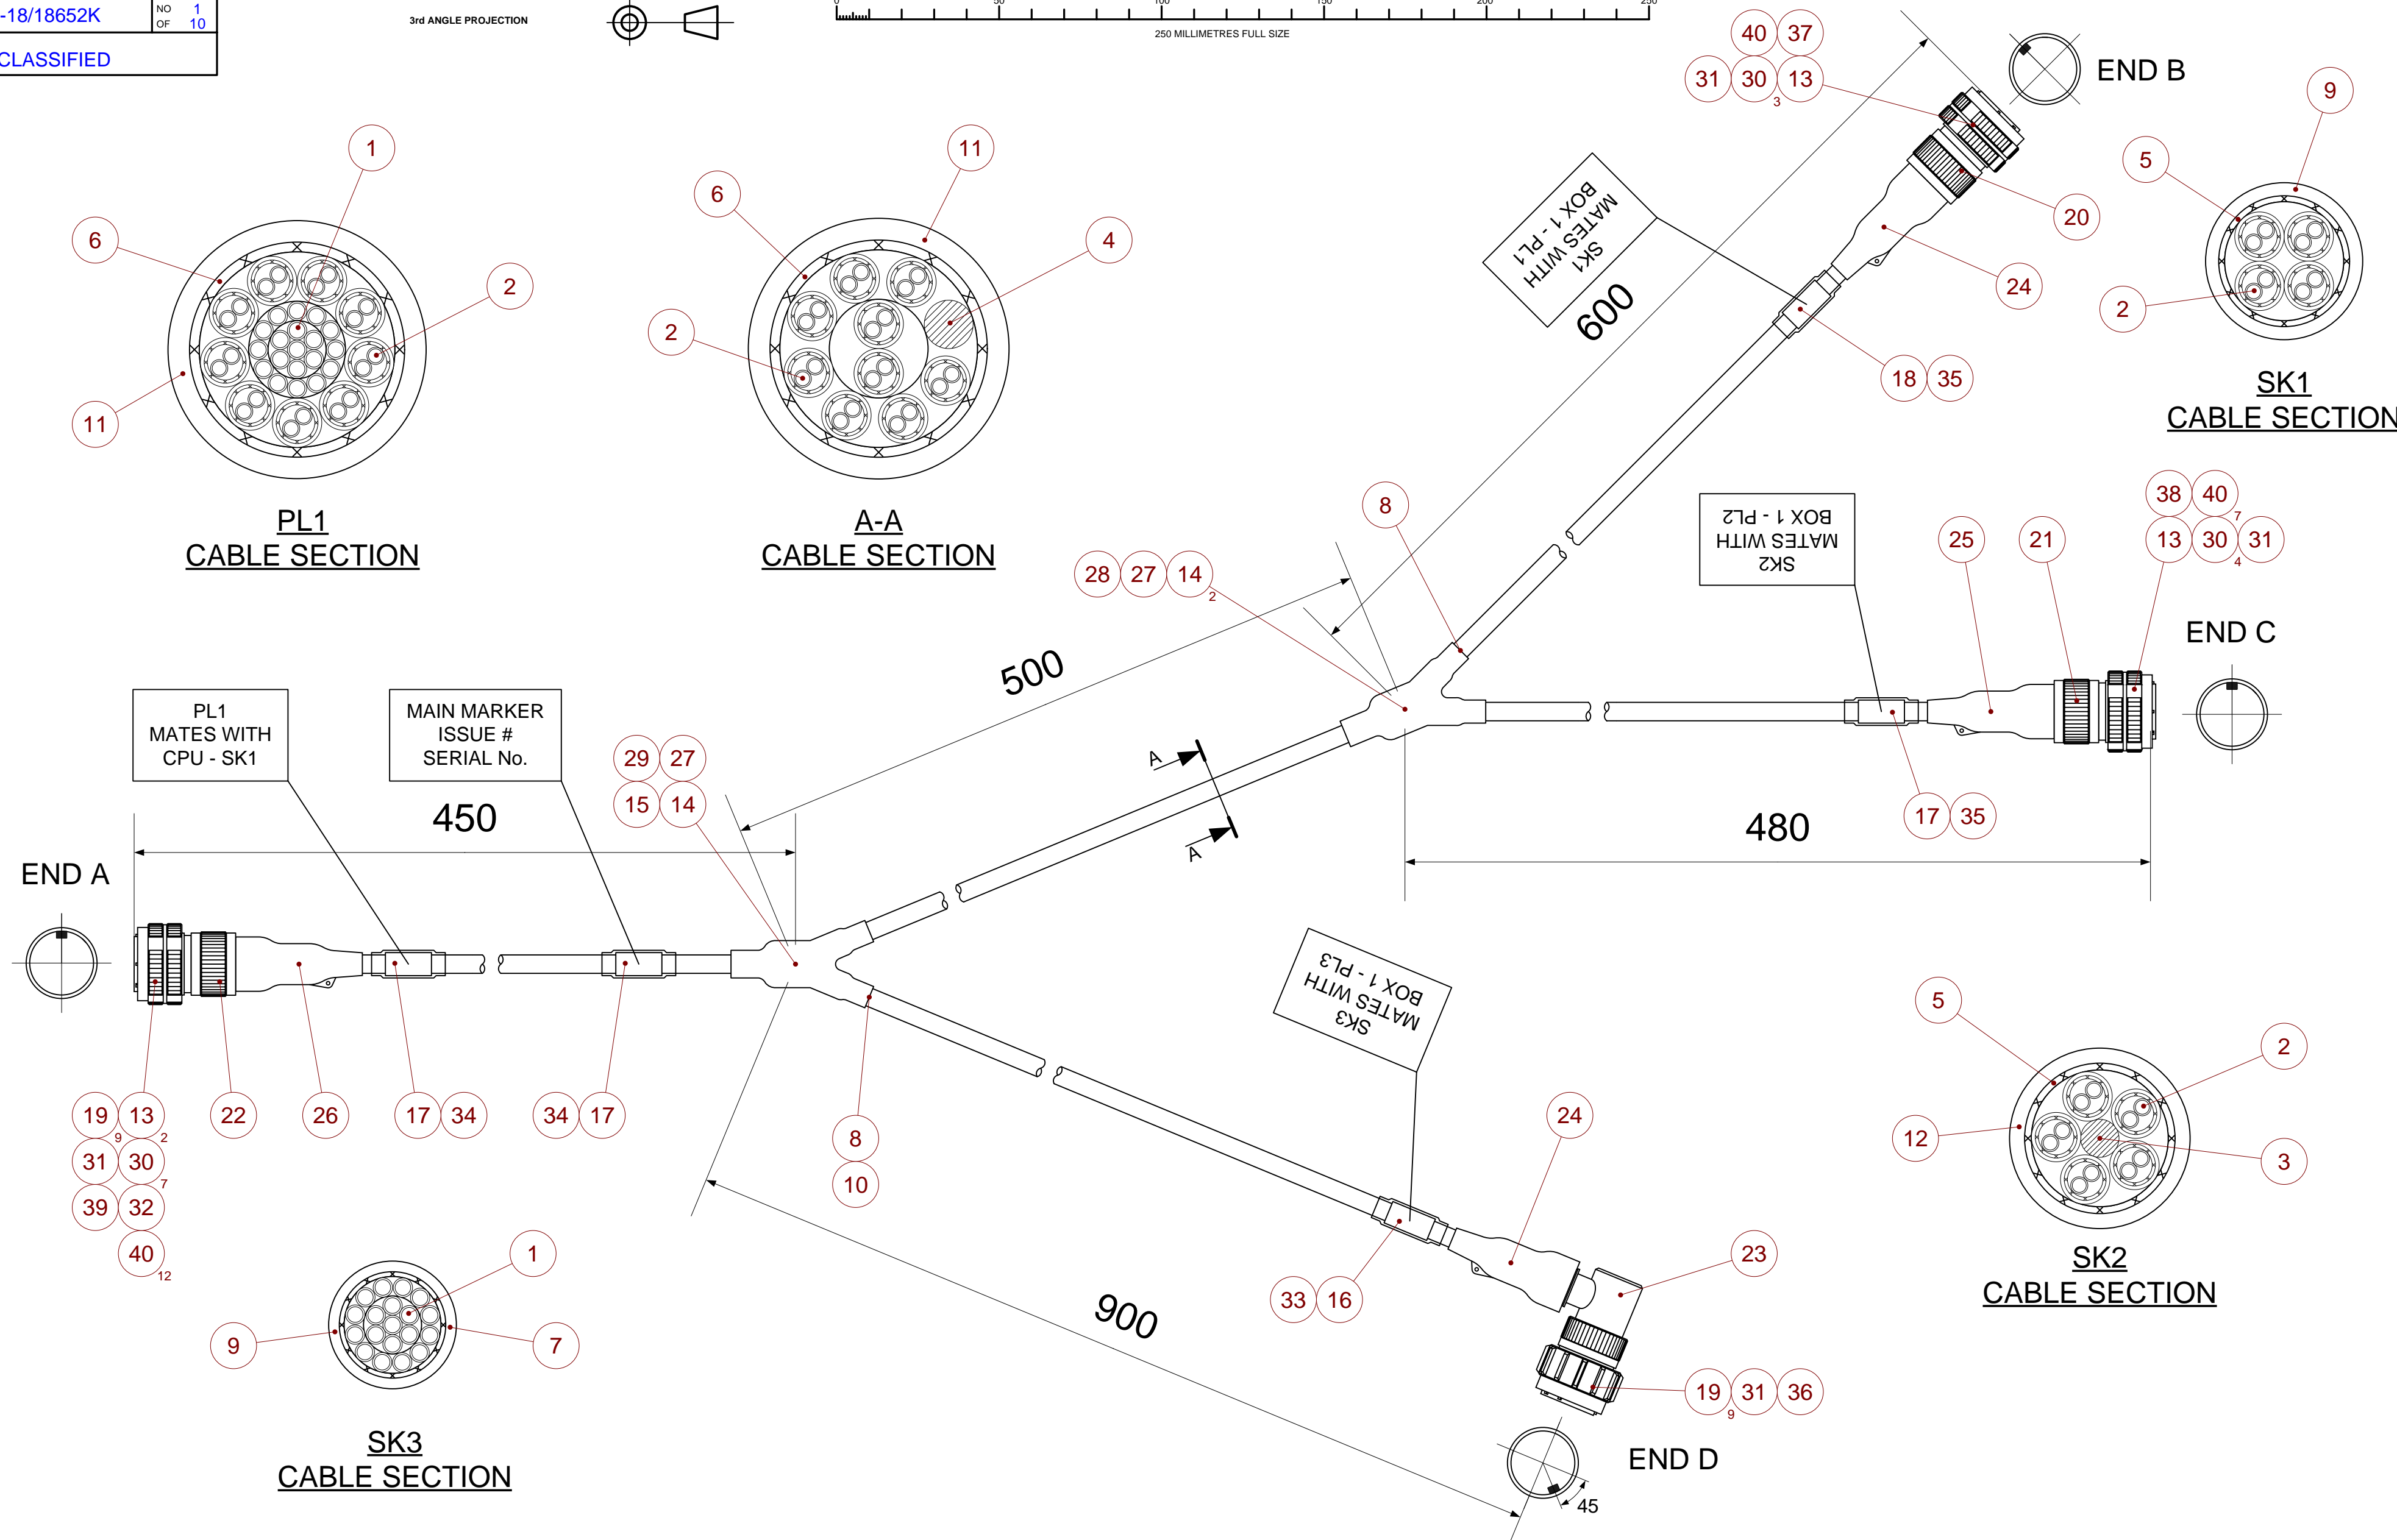 -18/18652K
NO 1
OF 10
CLASSIFIED
3rd ANGLE PROJECTION
0 50 100 150 200 250
250 MILLIMETRES FULL SIZE
40 37
31 30 3 13
END B
9
5
20
24
2
18 35
SK1
CABLE SECTION
SK1
MATES WITH
BOX 1 - PL1
600
1
6
2
11
PL1
CABLE SECTION
11
6
4
2
A-A
CABLE SECTION
8
28 27 14 2
500
SK2
MATES WITH
BOX 1 - PL2
25
21
38 40 7
13 30 4 31
END C
17 35
480
PL1
MATES WITH
CPU - SK1
MAIN MARKER
ISSUE #
SERIAL No.
450
29 27
15 14
A
A
END A
19 9 13 2
31 30 7
39 32
40 12
22
26
17 34
34 17
8
10
SK3
MATES WITH
BOX 1 - PL3
24
33 16
23
900
19 9 31 36
END D
45
5
2
12
3
SK2
CABLE SECTION
1
9
7
SK3
CABLE SECTION